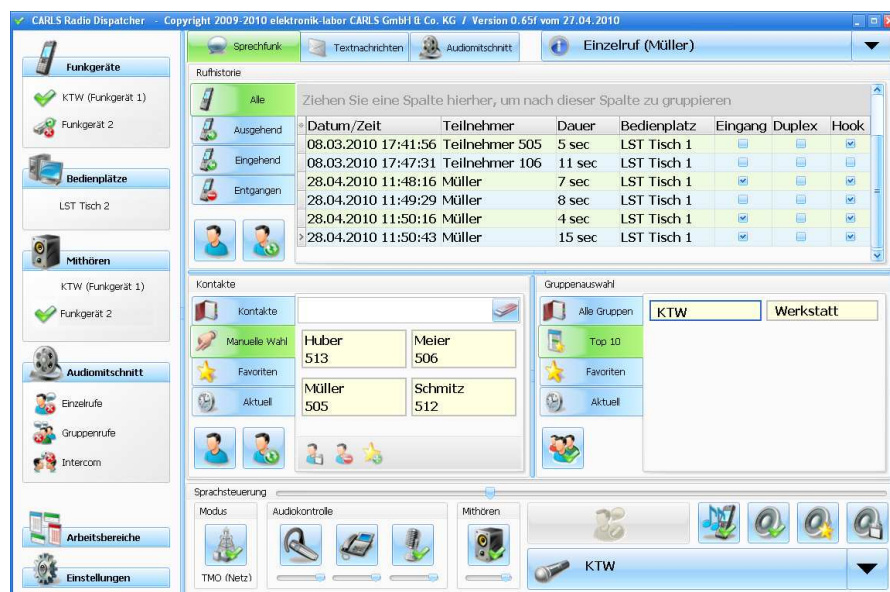 CARLS Radio Dispatcher - Copyright 2009-2010 elektronik-labor CARLS GmbH & Co. KG / Version 0.65f vom 27.04.2010
Funkgeräte
KTW (Funkgerät 1)
Funkgerät 2
Bedienplätze
LST Tisch 2
Mithören
KTW (Funkgerät 1)
Funkgerät 2
Audiomitschnitt
Einzelrufe
Gruppenrufe
Intercom
Arbeitsbereiche
Einstellungen
Sprechfunk Textnachrichten Audiomitschnitt Einzelruf (Müller)
Rufhistorie
Alle
Ausgehend
Eingehend
Entgangen
Ziehen Sie eine Spalte hierher, um nach dieser Spalte zu gruppieren
Datum/Zeit Teilnehmer Dauer Bedienplatz Eingang Duplex Hook
08.03.2010 17:41:56 Teilnehmer 505 5 sec LST Tisch 1
08.03.2010 17:47:31 Teilnehmer 106 11 sec LST Tisch 1
28.04.2010 11:48:16 Müller 7 sec LST Tisch 1
28.04.2010 11:49:29 Müller 8 sec LST Tisch 1
28.04.2010 11:50:16 Müller 4 sec LST Tisch 1
28.04.2010 11:50:43 Müller 15 sec LST Tisch 1
Kontakte
Kontakte
Manuelle Wahl
Favoriten
Aktuell
Huber Meier
513 506
Müller Schmitz
505 512
Gruppenauswahl
Alle Gruppen
Top 10
Favoriten
Aktuell
KTW Werkstatt
Sprachsteuerung
Modus Audiokontrolle Mithören
TMO (Netz)
KTW